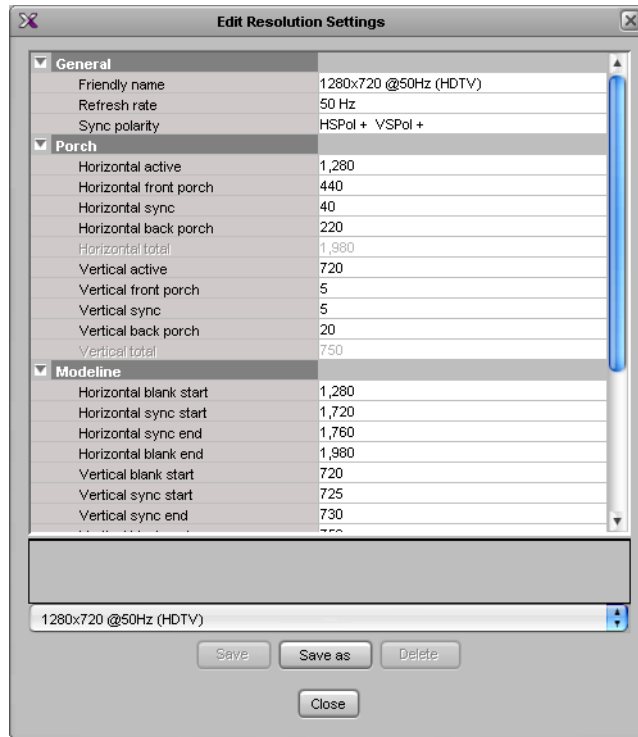 Edit Resolution Settings
General
Friendly name 1280x720 @50Hz (HDTV)
Refresh rate 50 Hz
Sync polarity HSPol + VSPol +
Porch
Horizontal active 1,280
Horizontal front porch 440
Horizontal sync 40
Horizontal back porch 220
Horizontal total 1,980
Vertical active 720
Vertical front porch 5
Vertical sync 5
Vertical back porch 20
Vertical total 750
Modeline
Horizontal blank start 1,280
Horizontal sync start 1,720
Horizontal sync end 1,760
Horizontal blank end 1,980
Vertical blank start 720
Vertical sync start 725
Vertical sync end 730
1280x720 @50Hz (HDTV)
Save Save as Delete
Close